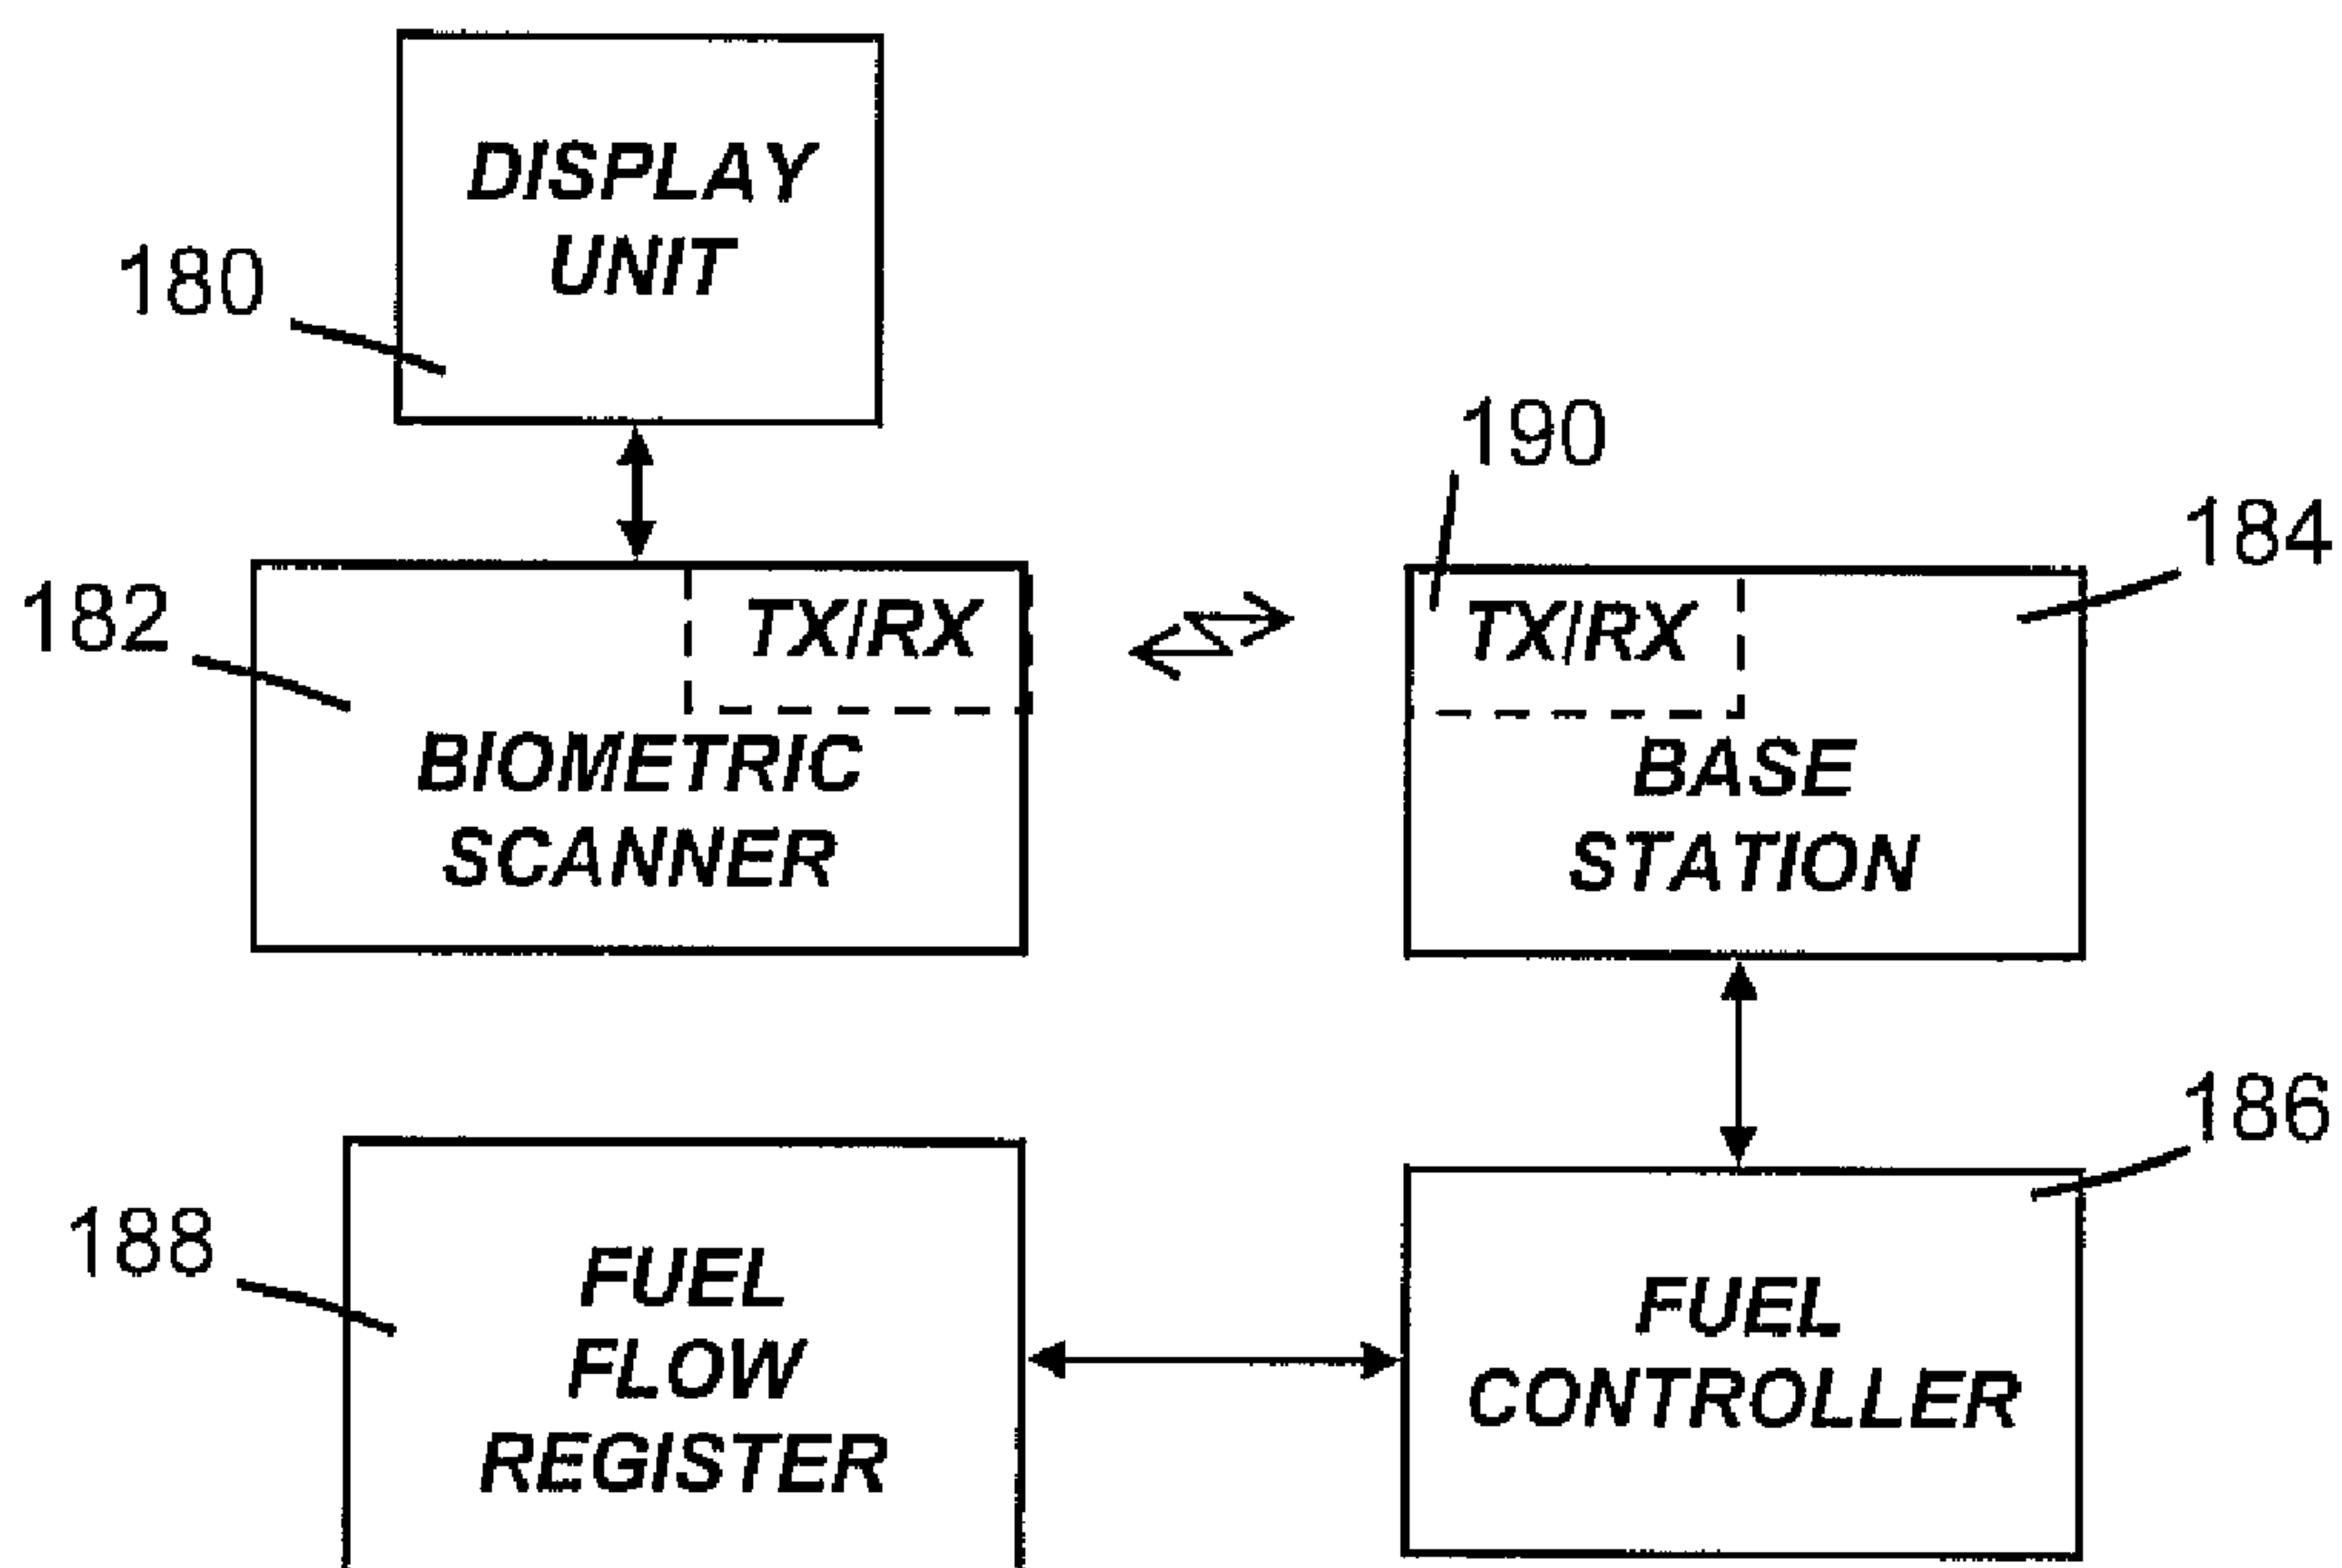 DISPLAY
UNIT
180
190
184
182
TX/RX
TX/RX
BIOMETRIC
SCANNER
BASE
STATION
186
188
FUEL
FLOW
REGISTER
FUEL
CONTROLLER